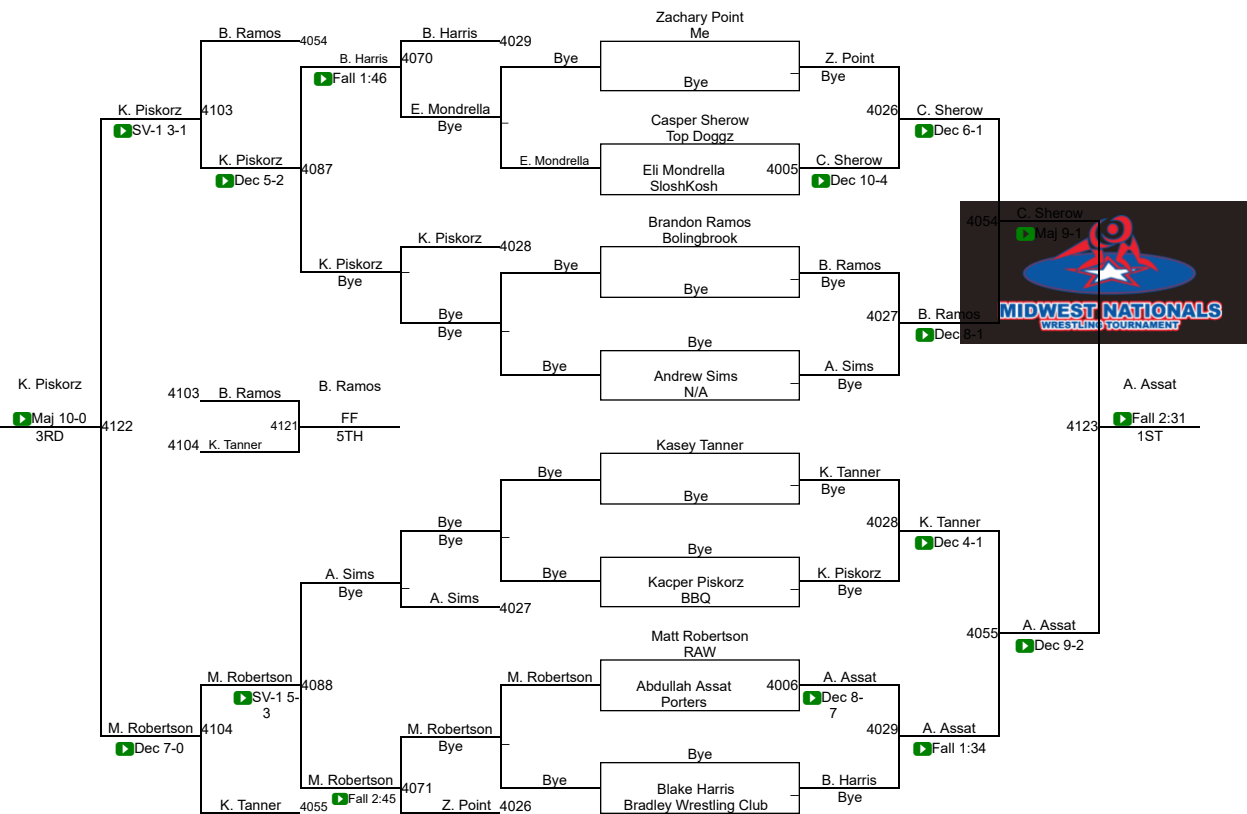 Zachary Point
Me
B. Ramos
4054
B. Harris
4029
B. Harris
4070
Bye
Z. Point
Fall 1:46
Bye
Bye
K. Piskorz
4103
E. Mondrella
4026
C. Sherow
SV-1 3-1
Bye
Casper Sherow
Dec 6-1
Top Doggz
K. Piskorz
4087
E. Mondrella
Eli Mondrella
4005
C. Sherow
Dec 5-2
SloshKosh
Dec 10-4
Brandon Ramos
4054
C. Sherow
Bolingbrook
Maj 9-1
K. Piskorz
4028
K. Piskorz
Bye
B. Ramos
Bye
Bye
Bye
Bye
4027
B. Ramos
MIDWEST NATIONALS
Bye
WRESTLING TOURNAMENT
Dec 8-1
Bye
Bye
A. Sims
Andrew Sims
Bye
N/A
K. Piskorz
4103
B. Ramos
B. Ramos
A. Assat
Maj 10-0
4122
4121
FF
4123
Fall 2:31
3RD
5TH
1ST
4104
K. Tanner
Kasey Tanner
Bye
K. Tanner
Bye
Bye
Bye
4028
K. Tanner
Bye
Dec 4-1
Bye
A. Sims
Bye
Kacper Piskorz
K. Piskorz
Bye
BBQ
Bye
A. Sims
4027
Matt Robertson
4055
A. Assat
RAW
Dec 9-2
M. Robertson
4088
M. Robertson
Abdullah Assat
4006
A. Assat
SV-1 5-
3
Porters
Dec 8-
7
M. Robertson
4104
M. Robertson
4029
A. Assat
Dec 7-0
Bye
Fall 1:34
Bye
M. Robertson
4071
Bye
Blake Harris
B. Harris
Fall 2:45
Bradley Wrestling Club
Bye
K. Tanner
4055
Z. Point
4026